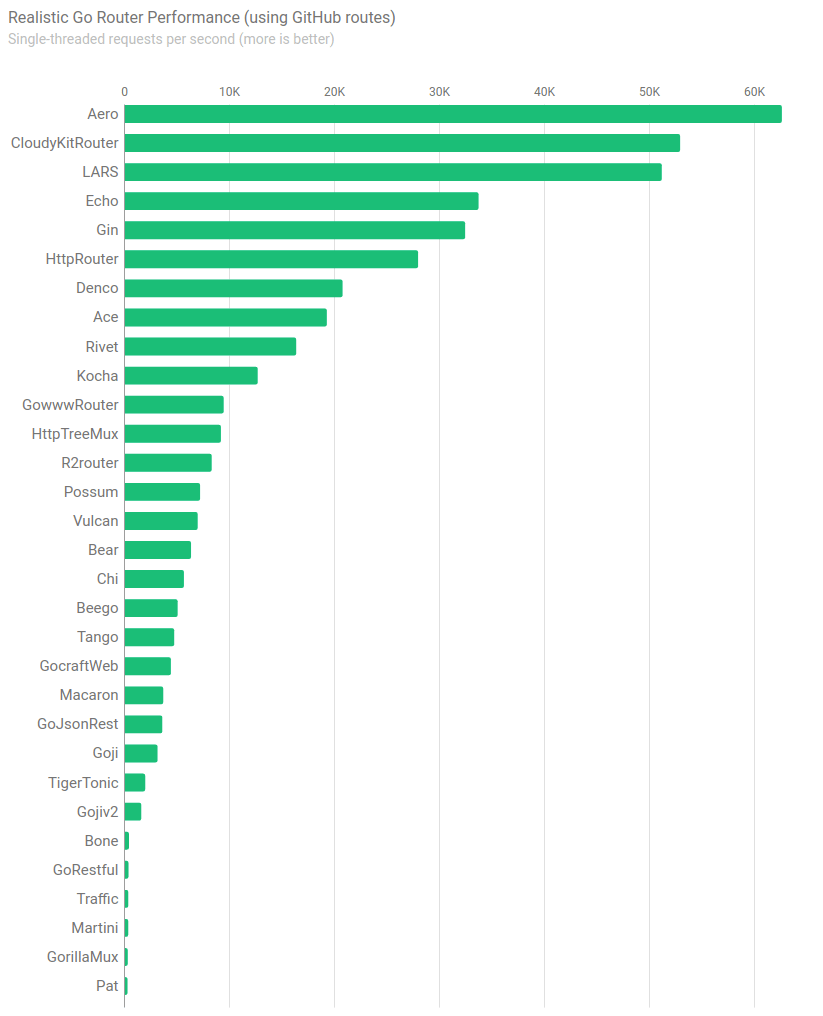 Realistic Go Router Performance (using GitHub routes)
Single-threaded requests per second (more is better)
0 10K 20K 30K 40K 50K 60K
Aero
CloudyKitRouter
LARS
Echo
Gin
HttpRouter
Denco
Ace
Rivet
Kocha
GowwwRouter
HttpTreeMux
R2router
Possum
Vulcan
Bear
Chi
Beego
Tango
GocraftWeb
Macaron
GoJsonRest
Goji
TigerTonic
Gojiv2
Bone
GoRestful
Traffic
Martini
GorillaMux
Pat